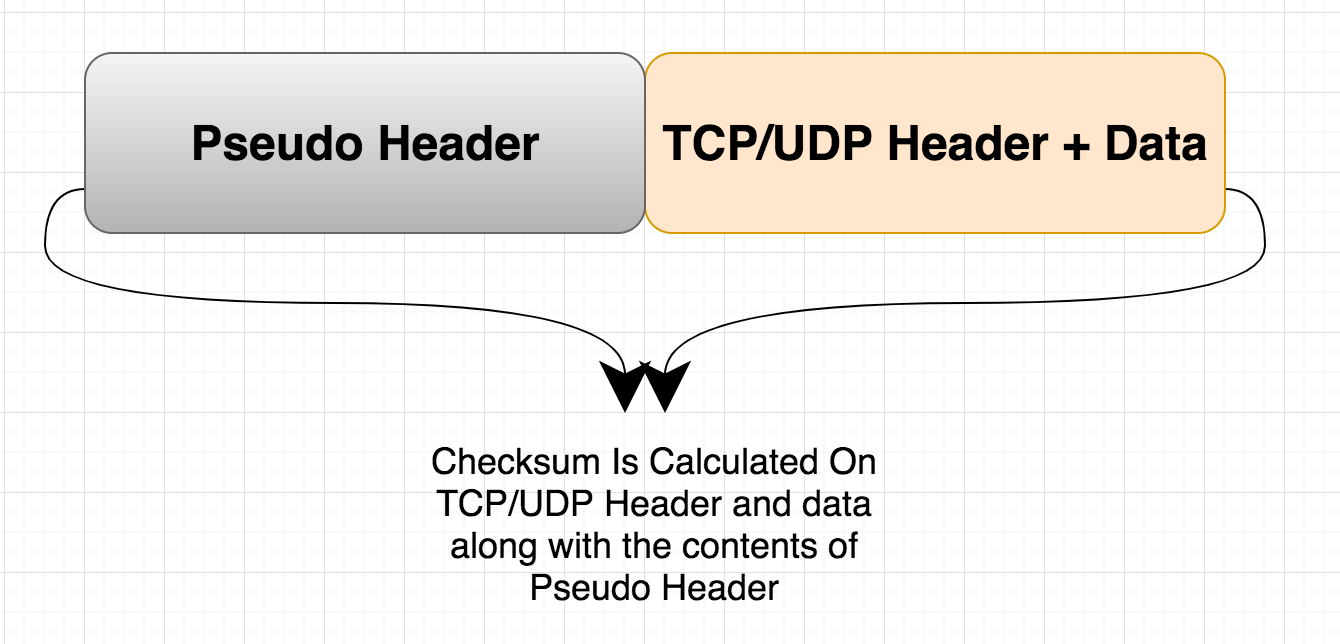 Pseudo Header
TCP/UDP Header + Data
Checksum Is Calculated On
TCP/UDP Header and data
along with the contents of
Pseudo Header